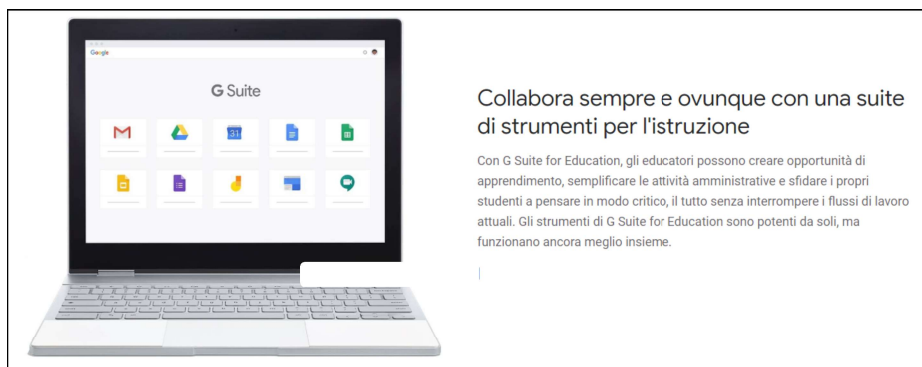 Google
G Suite
31
Collabora sempre e ovunque con una suite
di strumenti per l'istruzione
Con G Suite for Education, gli educatori possono creare opportunità di
apprendimento, semplificare le attività amministrative e sfidare i propri
studenti a pensare in modo critico, il tutto senza interrompere i flussi di lavoro
attuali. Gli strumenti di G Suite for Education sono potenti da soli, ma
funzionano ancora meglio insieme.